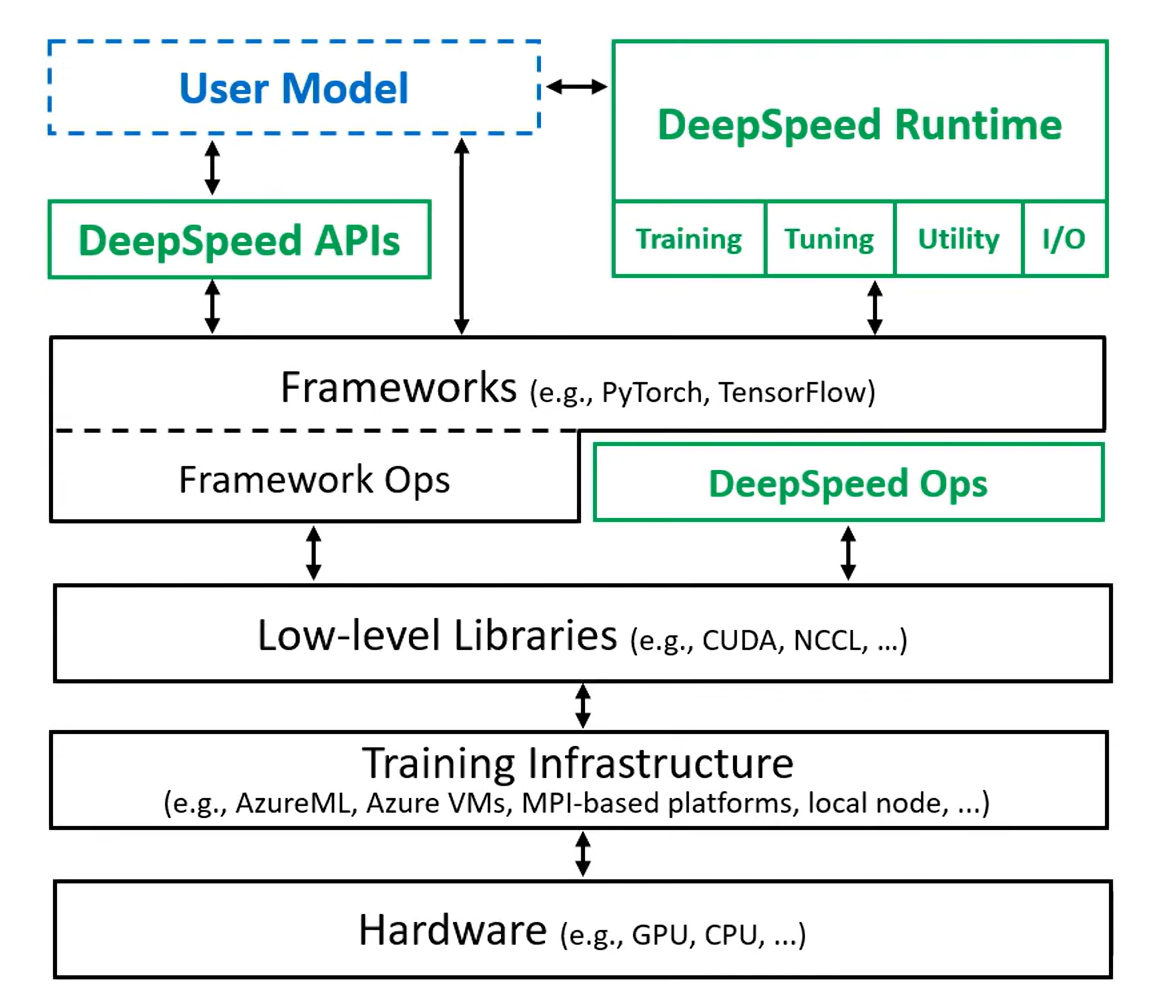 User Model
DeepSpeed Runtime
DeepSpeed APIs
Training
Tuning
Utility
I/O
Frameworks (e.g., PyTorch, TensorFlow)
Framework Ops
DeepSpeed Ops
Low-level Libraries (e.g., CUDA, NCCL, ...)
Training Infrastructure
(e.g., AzureML, Azure VMs, MPI-based platforms, local node, ...)
Hardware (e.g., GPU, CPU, ...)